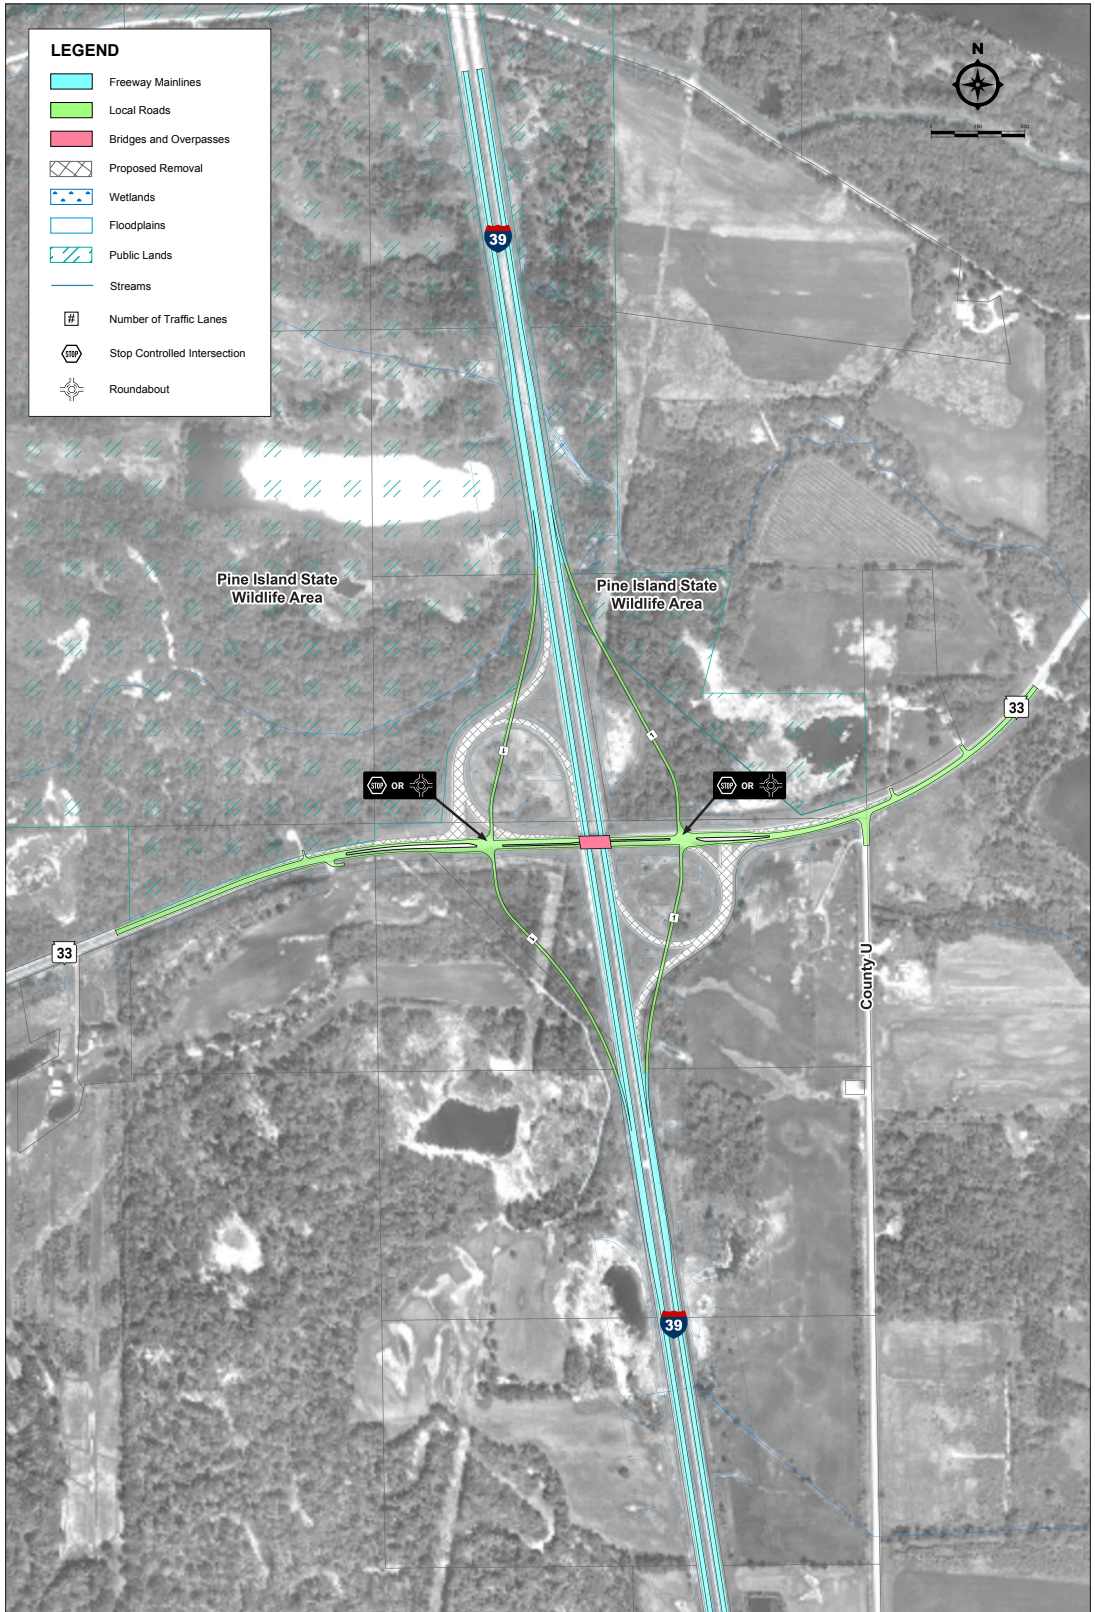 LEGEND
Freeway Mainlines
Local Roads
Bridges and Overpasses
Proposed Removal
Wetlands
Floodplains
Public Lands
Streams
# Number of Traffic Lanes
STOP Stop Controlled Intersection
Roundabout
N
39
Pine Island State
Wildlife Area
Pine Island State
Wildlife Area
33
1
1
STOP OR
STOP OR
1
1
33
County U
39